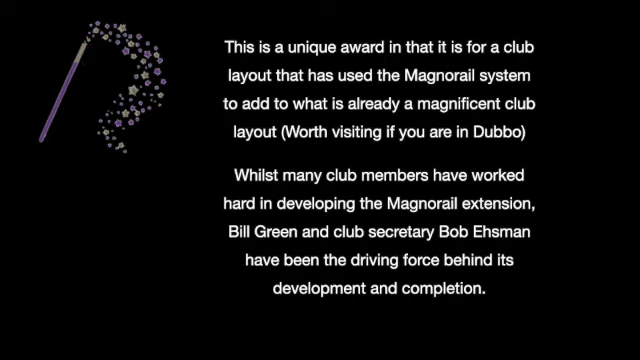 This is a unique award in that it is for a club
layout that has used the Magnorail system
to add to what is already a magnificent club
layout (Worth visiting if you are in Dubbo)
Whilst many club members have worked
hard in developing the Magnorail extension,
Bill Green and club secretary Bob Ehsman
have been the driving force behind its
development and completion.